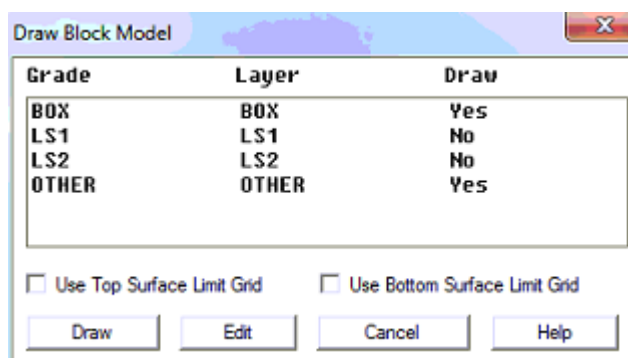 Draw Block Model
Grade Layer Draw
BOX BOX Yes
LS1 LS1 No
LS2 LS2 No
OTHER OTHER Yes
Use Top Surface Limit Grid Use Bottom Surface Limit Grid
Draw Edit Cancel Help